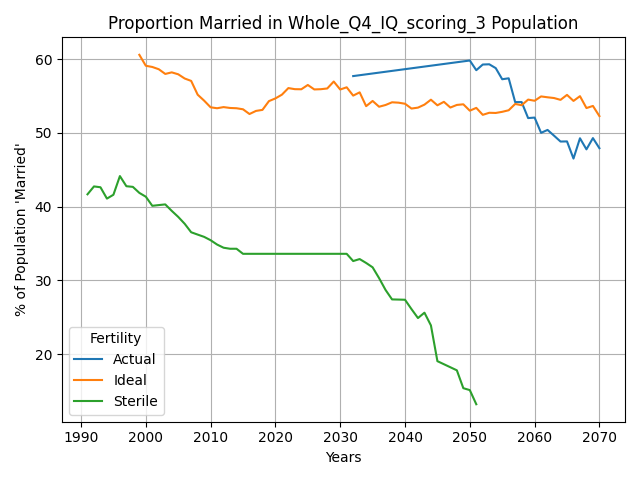 Proportion Married in Whole_Q4_IQ_scoring_3 Population
% of Population 'Married'
60
50
40
30
20
Fertility
Actual
Ideal
Sterile
1990 2000 2010 2020 2030 2040 2050 2060 2070
Years